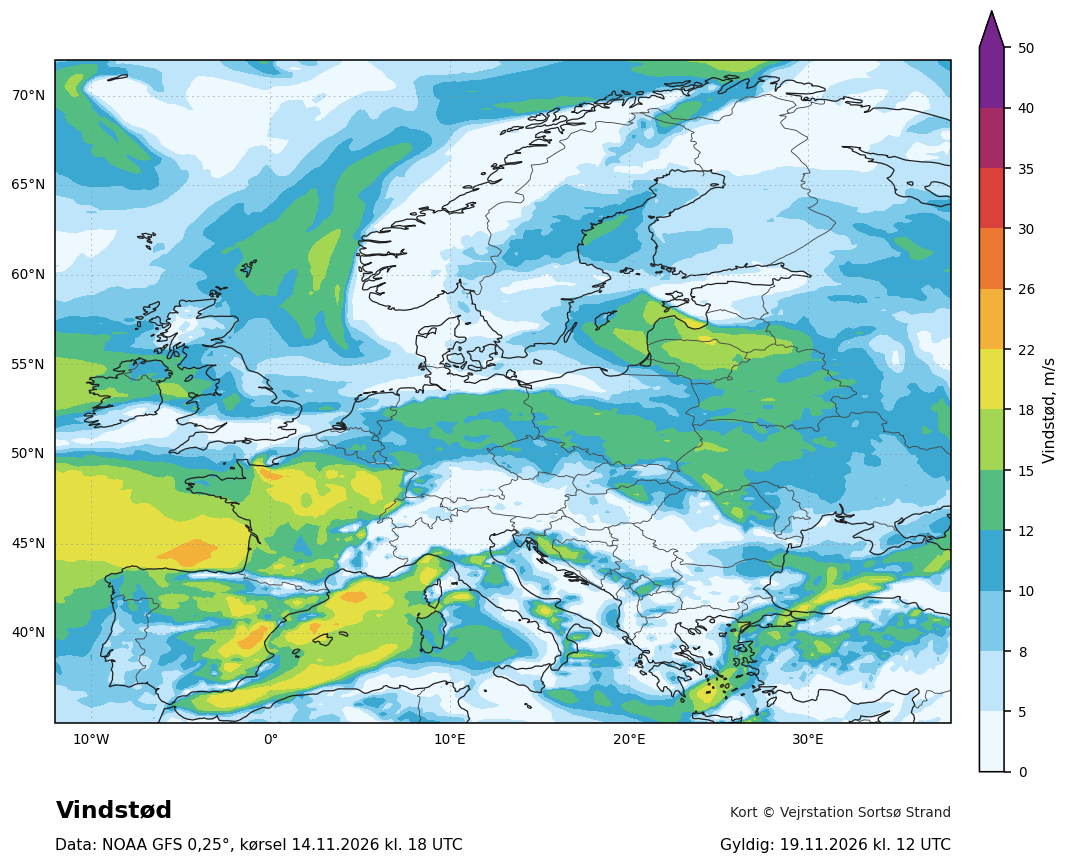 70°N
65°N
60°N
55°N
50°N
45°N
40°N
10°W
0°
10°E
20°E
30°E
50
40
35
30
26
22
18
15
12
10
8
5
0
Vindstød, m/s
Vindstød
Kort © Vejrstation Sortsø Strand
Data: NOAA GFS 0,25°, kørsel 14.11.2026 kl. 18 UTC
Gyldig: 19.11.2026 kl. 12 UTC